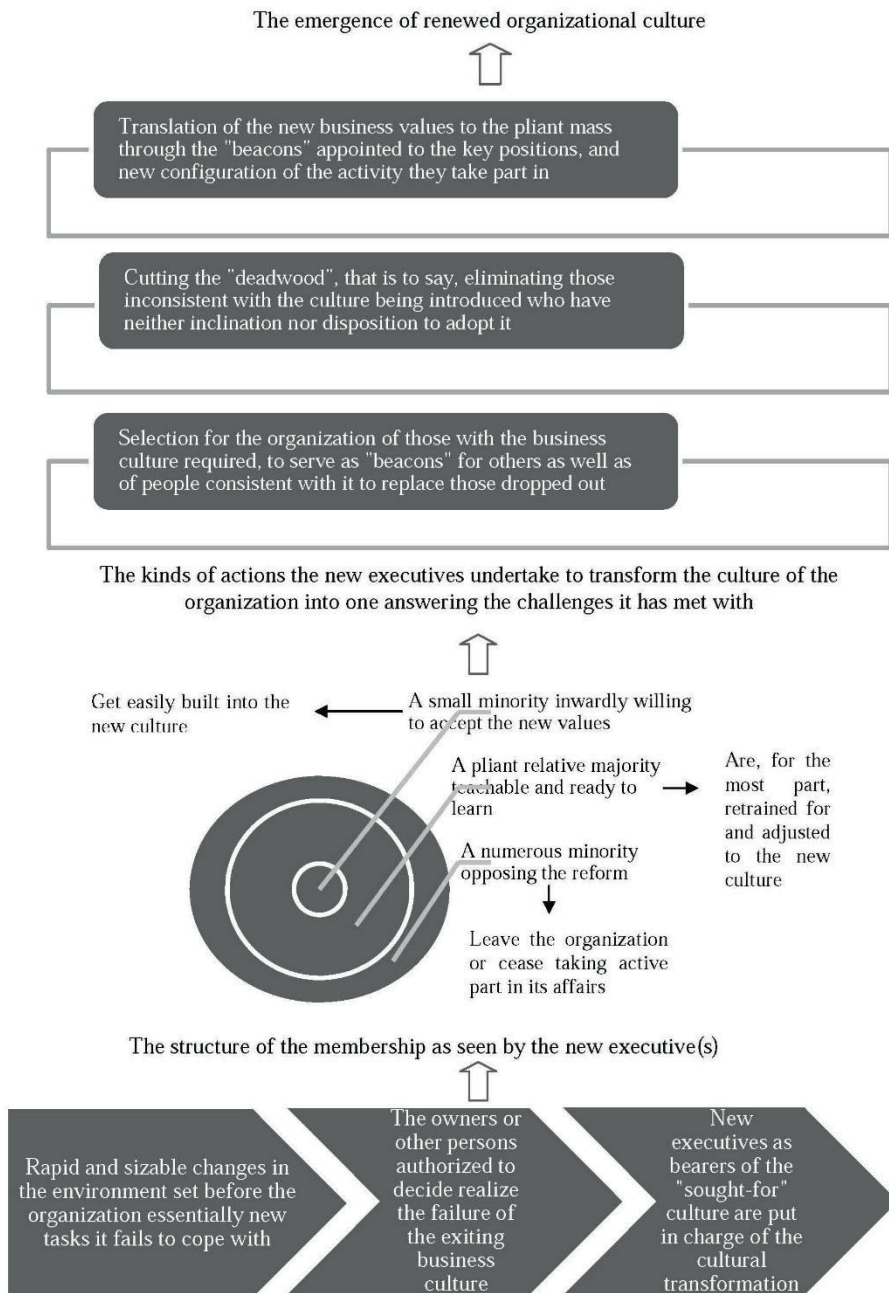 The emergence of renewed organizational culture
Translation of the new business values to the pliant mass
through the "beacons" appointed to the key positions, and
new configuration of the activity they take part in
Cutting the "deadwood", that is to say, eliminating those
inconsistent with the culture being introduced who have
neither inclination nor disposition to adopt it
Selection for the organization of those with the business
culture required, to serve as "beacons" for others as well as
of people consistent with it to replace those dropped out
The kinds of actions the new executives undertake to transform the culture of the
organization into one answering the challenges it has met with
Get easily built into the
new culture
A small minority inwardly willing
to accept the new values
A pliant relative majority
teachable and ready to
learn
Are, for the
most part,
retrained for
and adjusted
to the new
culture
A numerous minority
opposing the reform
Leave the organization
or cease taking active
part in its affairs
The structure of the membership as seen by the new executive(s)
Rapid and sizable changes in
the environment set before the
organization essentially new
tasks it fails to cope with
The owners or
other persons
authorized to
decide realize
the failure of
the exiting
business
culture
New
executives as
bearers of the
"sought-for"
culture are put
in charge of the
cultural
transformation